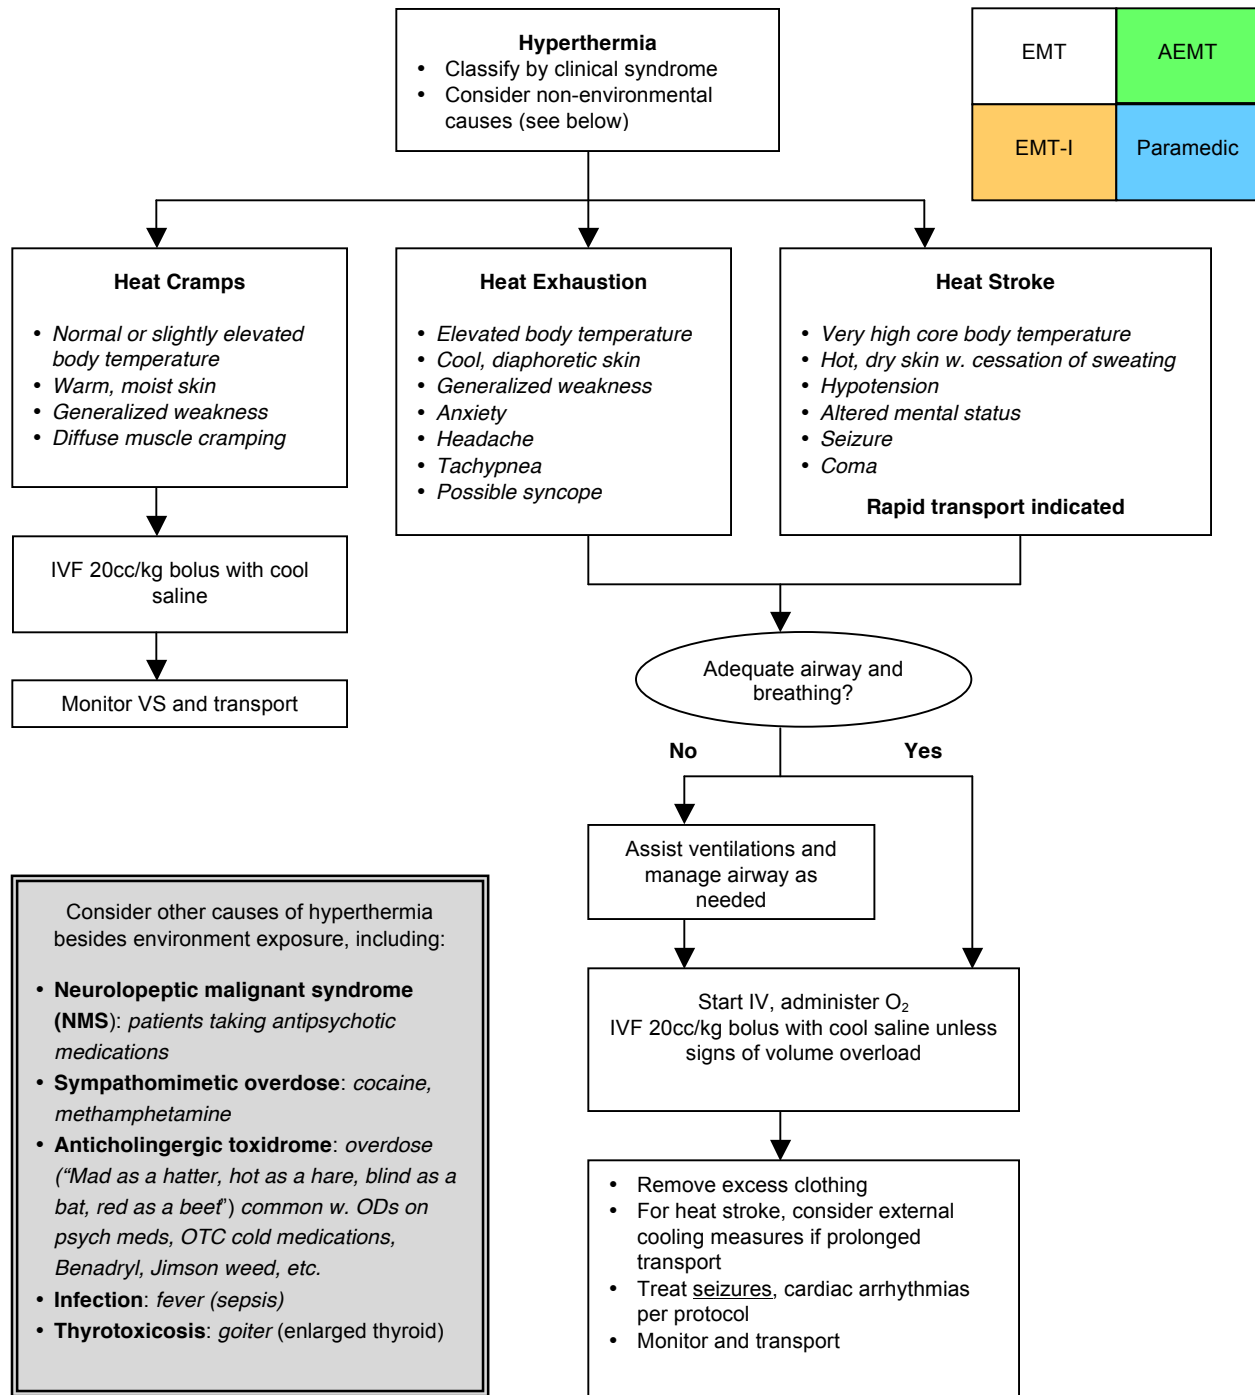 Hyperthermia
• Classify by clinical syndrome
• Consider non-environmental
causes (see below)
EMT
AEMT
EMT-I
Paramedic
Heat Cramps
• Normal or slightly elevated
body temperature
• Warm, moist skin
• Generalized weakness
• Diffuse muscle cramping
Heat Exhaustion
• Elevated body temperature
• Cool, diaphoretic skin
• Generalized weakness
• Anxiety
• Headache
• Tachypnea
• Possible syncope
Heat Stroke
• Very high core body temperature
• Hot, dry skin w. cessation of sweating
• Hypotension
• Altered mental status
• Seizure
• Coma
Rapid transport indicated
IVF 20cc/kg bolus with cool
saline
Monitor VS and transport
Adequate airway and
breathing?
No
Yes
Assist ventilations and
manage airway as
needed
Start IV, administer O₂
IVF 20cc/kg bolus with cool saline unless
signs of volume overload
• Remove excess clothing
• For heat stroke, consider external
cooling measures if prolonged
transport
• Treat seizures, cardiac arrhythmias
per protocol
• Monitor and transport
Consider other causes of hyperthermia
besides environment exposure, including:
• Neurolopeptic malignant syndrome
(NMS): patients taking antipsychotic
medications
• Sympathomimetic overdose: cocaine,
methamphetamine
• Anticholingergic toxidrome: overdose
(“Mad as a hatter, hot as a hare, blind as a
bat, red as a beet”) common w. ODs on
psych meds, OTC cold medications,
Benadryl, Jimson weed, etc.
• Infection: fever (sepsis)
• Thyrotoxicosis: goiter (enlarged thyroid)